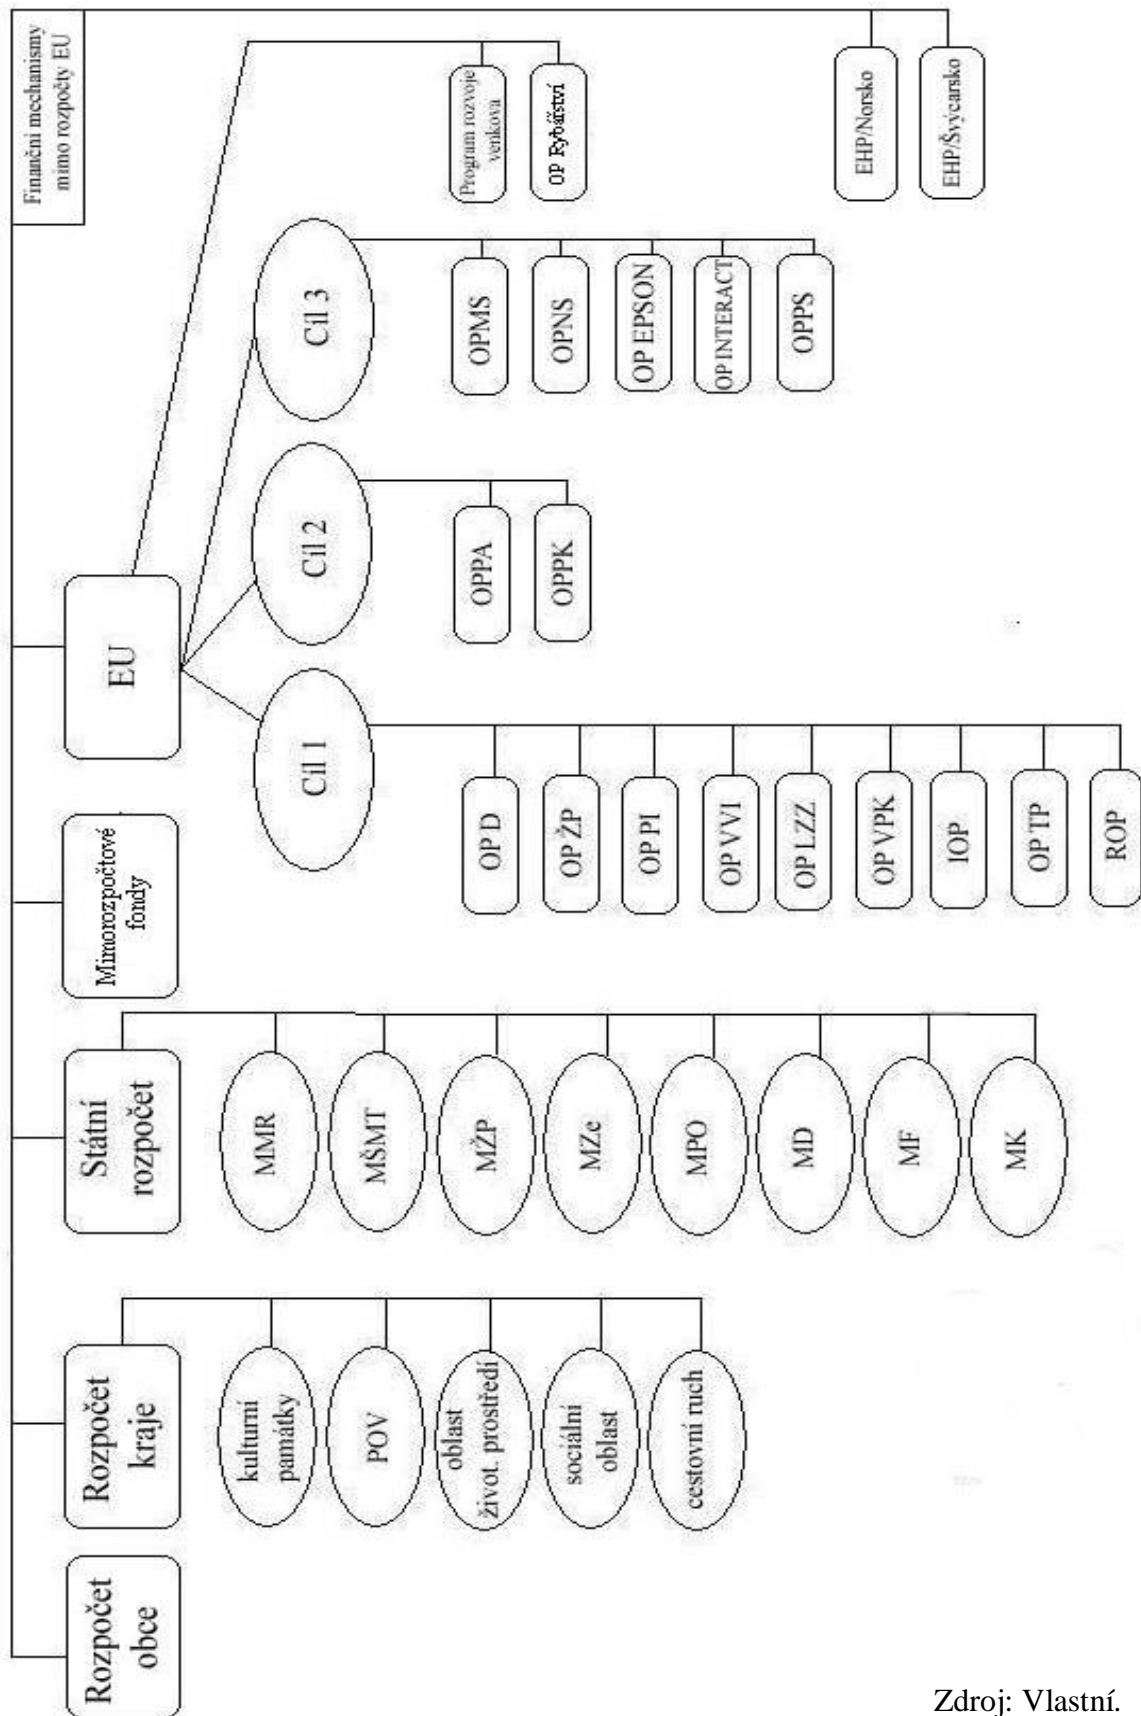 Rozpočet
obce
Rozpočet
kraje
kulturní
památky
POV
oblast
život. prostředí
sociální
oblast
cestovní ruch
Státní
rozpočet
MMR
MŠMT
MŽP
MZe
MPO
MD
MF
MK
Mimorozpočtové
fondy
EU
Cíl 1
OP D
OP ŽP
OP PI
OP VVI
OP LZZ
OP VPK
IOP
OP TP
ROP
Cíl 2
OPPA
OPPK
Cíl 3
OPMS
OPNS
OP EPSON
OP INTERACT
OPPS
Program rozvoje
venkova
OP Rybářství
Finanční mechanismy
mimo rozpočty EU
EHP/Norsko
EHP/Švýcarsko
Zdroj: Vlastní.